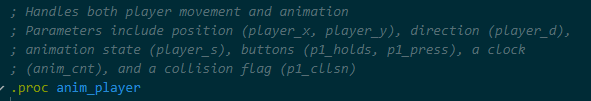 ; Handles both player movement and animation
; Parameters include position (player_x, player_y), direction (player_d),
; animation state (player_s), buttons (p1_holds, p1_press), a clock
; (anim_cnt), and a collision flag (p1_cllsn)
.proc anim_player